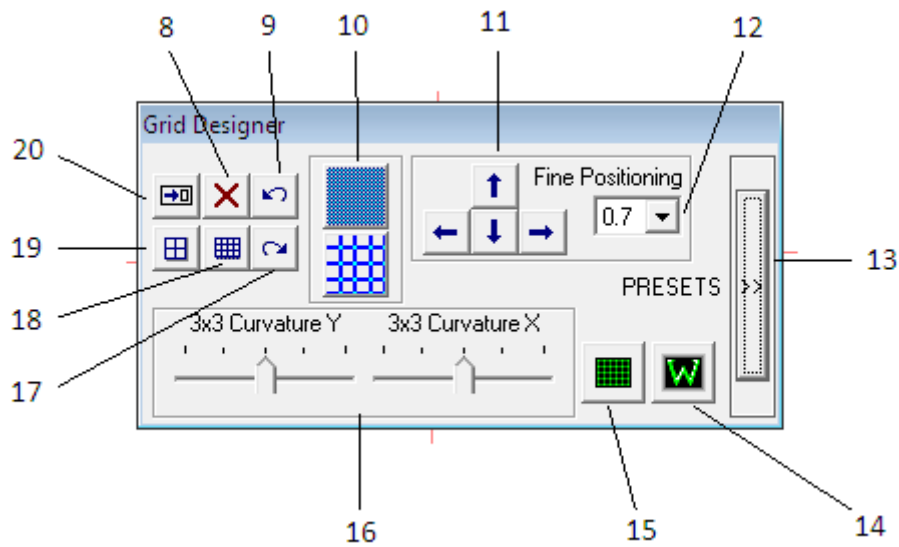 8 9 10 11 12
Grid Designer
20
Fine Positioning
0.7
19
13
PRESETS
>>
18
3x3 Curvature Y 3x3 Curvature X
17
W
16 15 14